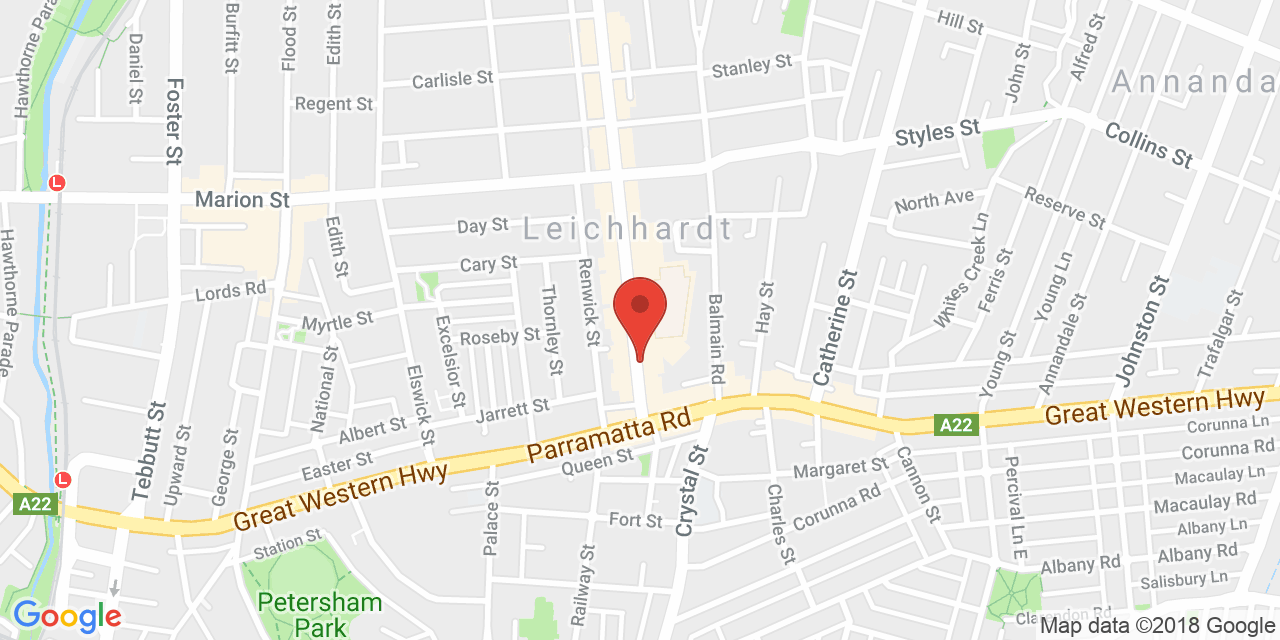 Hawthorne Para
Daniel St
Foster St
Burfitt St
Flood St
Edith St
Carlisle St
Regent St
Stanley St
Hill St
John St
Alfred St
Annanda
Styles St
Collins St
L
Marion St
North Ave
Reserve St
Day St
Leichhardt
Edith St
Hawthorne Parade
Cary St
Renwick St
Whites Creek Ln
Ferris St
Young Ln
Lords Rd
Myrtle St
Roseby St
Thornley St
Balmain Rd
Hay St
Catherine St
Annandale St
Johnston St
Trafalgar St
Excelsior St
National St
Elswick St
Young St
Jarrett St
Albert St
Parramatta Rd
A22
Great Western Hwy
Corunna Ln
Tebbutt St
Upward St
George St
Easter St
Queen St
Crystal St
Margaret St
Cannon St
Corunna Rd
L
A22
Great Western Hwy
Palace St
Charles St
Corunna Rd
Percival Ln E
Macaulay Ln
Macaulay Rd
Station St
Fort St
Albany Ln
Albany Rd
Railway St
Albany Rd
Salisbury Ln
Petersham
Park
Clarendon Rd
Google
Map data ©2018 Google